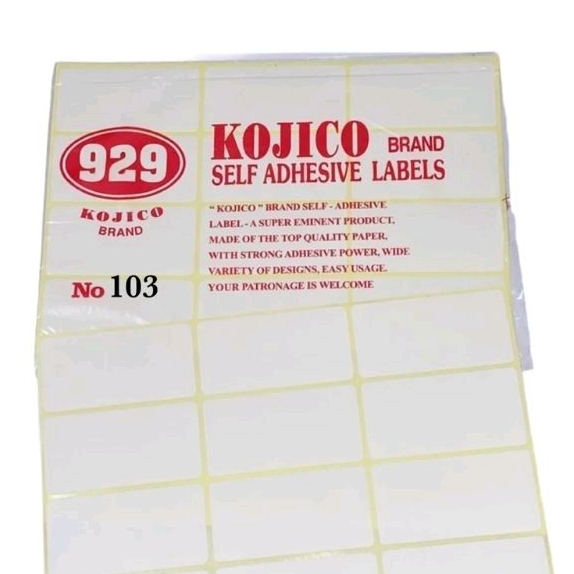 929
KOJICO
BRAND
No 103
KOJICO BRAND
SELF ADHESIVE LABELS
" KOJICO " BRAND SELF - ADHESIVE
LABEL - A SUPER EMINENT PRODUCT,
MADE OF THE TOP QUALITY PAPER,
WITH STRONG ADHESIVE POWER, WIDE
VARIETY OF DESIGNS, EASY USAGE.
YOUR PATRONAGE IS WELCOME